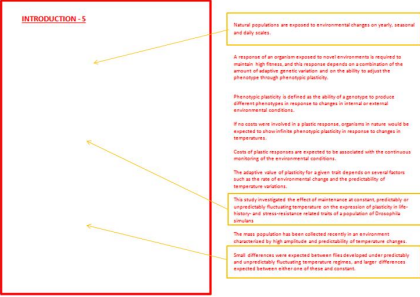 INTRODUCTION - 5
Natural populations are exposed to environmental changes on yearly, seasonal
and daily scales.
A response of an organism exposed to novel environments is required to
maintain high fitness, and this response depends on a combination of the
amount of adaptive genetic variation and on the ability to adjust the
phenotype through phenotypic plasticity.
Phenotypic plasticity is defined as the ability of a genotype to produce
different phenotypes in response to changes in internal or external
environmental conditions.
If no costs were involved in a plastic response, organisms in nature would be
expected to show infinite phenotypic plasticity in response to changes in
temperatures.
Costs of plastic responses are expected to be associated with the continuous
monitoring of the environmental conditions.
The adaptive value of plasticity for a given trait depends on several factors
such as the rate of environmental change and the predictability of
temperature variations.
This study investigated the effect of maintenance at constant, predictably or
unpredictably fluctuating temperature on the expression of plasticity in life-
history- and stress-resistance related traits of a population of Drosophila
simulans
The mass population has been collected recently in an environment
characterized by high amplitude and predictability of temperature changes.
Small differences were expected between flies developed under predictably
and unpredictably fluctuating temperature regimes, and larger differences
expected between either one of these and constant.